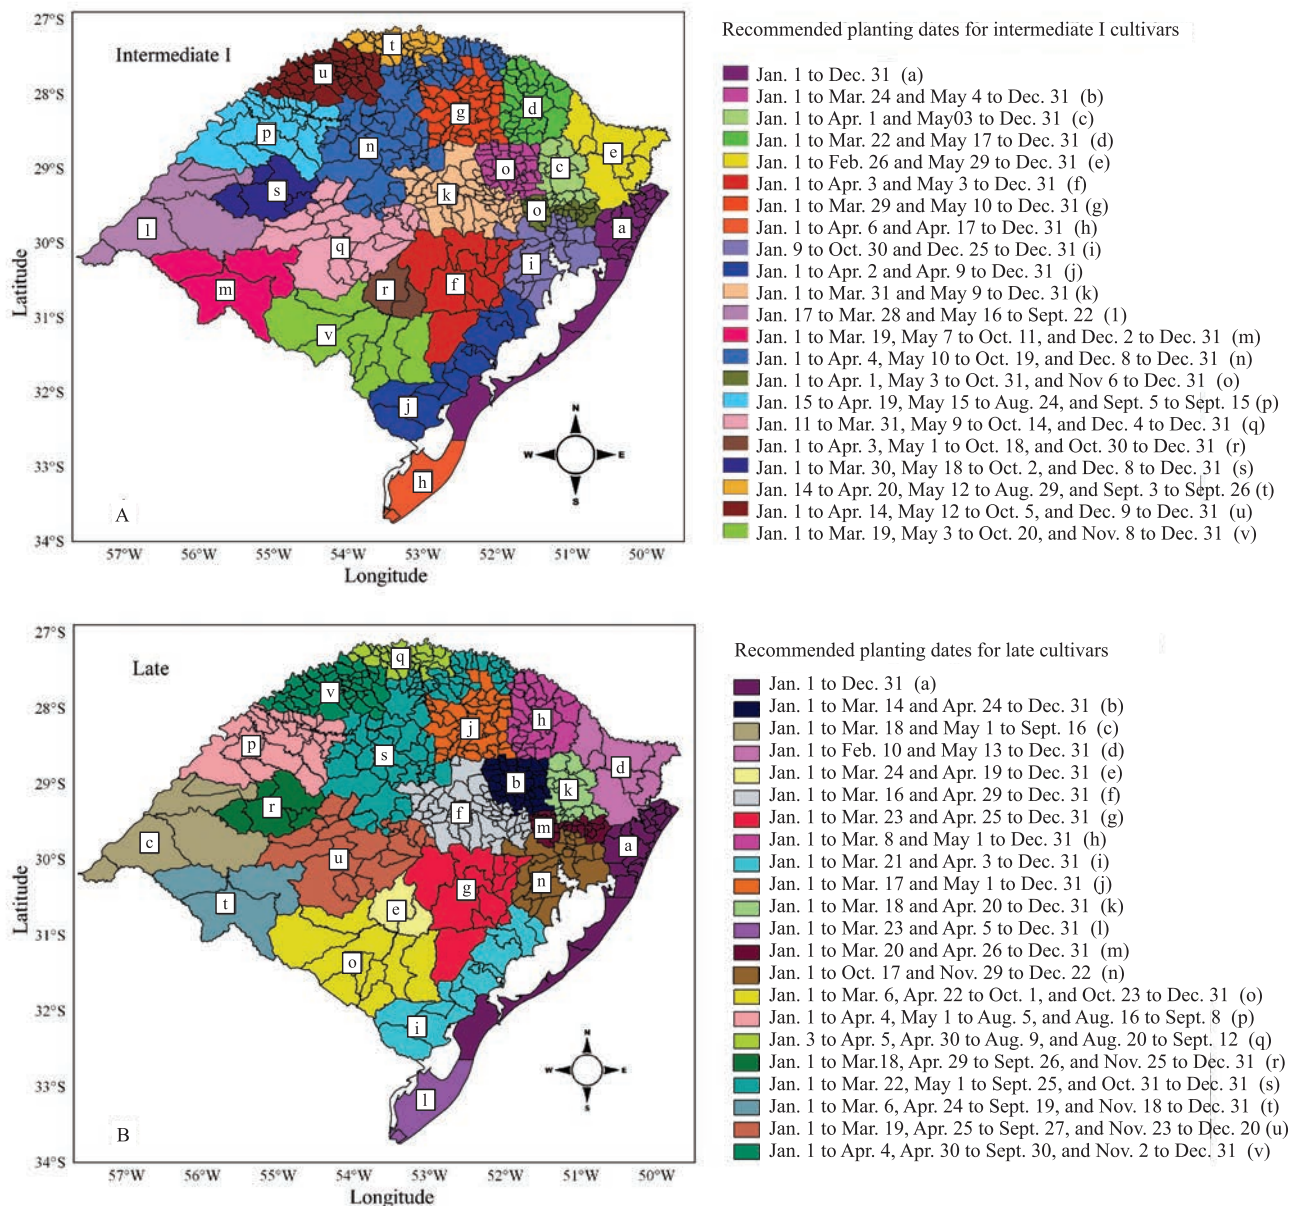 Intermediate I
27°S
28°S
29°S
30°S
31°S
32°S
33°S
34°S
Latitude
57°W 56°W 55°W 54°W 53°W 52°W 51°W 50°W
Longitude
t
u
d
g
p
e
n
o
c
s
k
o
l
a
q
i
m
r
f
v
j
h
N
W E
S
A
Recommended planting dates for intermediate I cultivars
Jan. 1 to Dec. 31 (a)
Jan. 1 to Mar. 24 and May 4 to Dec. 31 (b)
Jan. 1 to Apr. 1 and May03 to Dec. 31 (c)
Jan. 1 to Mar. 22 and May 17 to Dec. 31 (d)
Jan. 1 to Feb. 26 and May 29 to Dec. 31 (e)
Jan. 1 to Apr. 3 and May 3 to Dec. 31 (f)
Jan. 1 to Mar. 29 and May 10 to Dec. 31 (g)
Jan. 1 to Apr. 6 and Apr. 17 to Dec. 31 (h)
Jan. 9 to Oct. 30 and Dec. 25 to Dec. 31 (i)
Jan. 1 to Apr. 2 and Apr. 9 to Dec. 31 (j)
Jan. 1 to Mar. 31 and May 9 to Dec. 31 (k)
Jan. 17 to Mar. 28 and May 16 to Sept. 22 (l)
Jan. 1 to Mar. 19, May 7 to Oct. 11, and Dec. 2 to Dec. 31 (m)
Jan. 1 to Apr. 4, May 10 to Oct. 19, and Dec. 8 to Dec. 31 (n)
Jan. 1 to Apr. 1, May 3 to Oct. 31, and Nov 6 to Dec. 31 (o)
Jan. 15 to Apr. 19, May 15 to Aug. 24, and Sept. 5 to Sept. 15 (p)
Jan. 11 to Mar. 31, May 9 to Oct. 14, and Dec. 4 to Dec. 31 (q)
Jan. 1 to Apr. 3, May 1 to Oct. 18, and Oct. 30 to Dec. 31 (r)
Jan. 1 to Mar. 30, May 18 to Oct. 2, and Dec. 8 to Dec. 31 (s)
Jan. 14 to Apr. 20, May 12 to Aug. 29, and Sept. 3 to Sept. 26 (t)
Jan. 1 to Apr. 14, May 12 to Oct. 5, and Dec. 9 to Dec. 31 (u)
Jan. 1 to Mar. 19, May 3 to Oct. 20, and Nov. 8 to Dec. 31 (v)
Late
27°S
28°S
29°S
30°S
31°S
32°S
33°S
34°S
Latitude
57°W 56°W 55°W 54°W 53°W 52°W 51°W 50°W
Longitude
q
v
h
j
p
s
d
b
k
r
f
m
c
a
u
n
g
t
e
o
i
l
N
W E
S
B
Recommended planting dates for late cultivars
Jan. 1 to Dec. 31 (a)
Jan. 1 to Mar. 14 and Apr. 24 to Dec. 31 (b)
Jan. 1 to Mar. 18 and May 1 to Sept. 16 (c)
Jan. 1 to Feb. 10 and May 13 to Dec. 31 (d)
Jan. 1 to Mar. 24 and Apr. 19 to Dec. 31 (e)
Jan. 1 to Mar. 16 and Apr. 29 to Dec. 31 (f)
Jan. 1 to Mar. 23 and Apr. 25 to Dec. 31 (g)
Jan. 1 to Mar. 8 and May 1 to Dec. 31 (h)
Jan. 1 to Mar. 21 and Apr. 3 to Dec. 31 (i)
Jan. 1 to Mar. 17 and May 1 to Dec. 31 (j)
Jan. 1 to Mar. 18 and Apr. 20 to Dec. 31 (k)
Jan. 1 to Mar. 23 and Apr. 5 to Dec. 31 (l)
Jan. 1 to Mar. 20 and Apr. 26 to Dec. 31 (m)
Jan. 1 to Oct. 17 and Nov. 29 to Dec. 22 (n)
Jan. 1 to Mar. 6, Apr. 22 to Oct. 1, and Oct. 23 to Dec. 31 (o)
Jan. 1 to Apr. 4, May 1 to Aug. 5, and Aug. 16 to Sept. 8 (p)
Jan. 3 to Apr. 5, Apr. 30 to Aug. 9, and Aug. 20 to Sept. 12 (q)
Jan. 1 to Mar.18, Apr. 29 to Sept. 26, and Nov. 25 to Dec. 31 (r)
Jan. 1 to Mar. 22, May 1 to Sept. 25, and Oct. 31 to Dec. 31 (s)
Jan. 1 to Mar. 6, Apr. 24 to Sept. 19, and Nov. 18 to Dec. 31 (t)
Jan. 1 to Mar. 19, Apr. 25 to Sept. 27, and Nov. 23 to Dec. 20 (u)
Jan. 1 to Apr. 4, Apr. 30 to Sept. 30, and Nov. 2 to Dec. 31 (v)